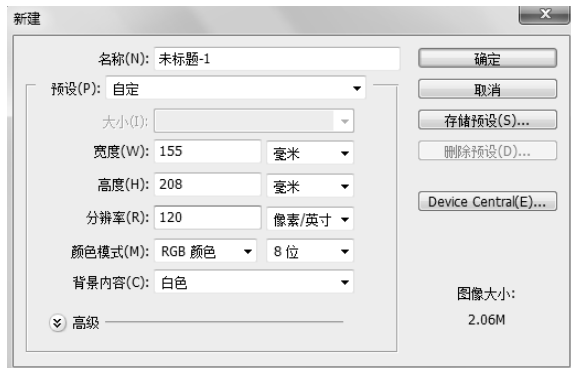 新建
名称(N): 未标题-1
确定
预设(P): 自定
取消
大小(I):
存储预设(S)...
宽度(W): 155 毫米
删除预设(D)...
高度(H): 208 毫米
Device Central(E)...
分辨率(R): 120 像素/英寸
颜色模式(M): RGB 颜色 8 位
背景内容(C): 白色
图像大小:
高级
2.06M